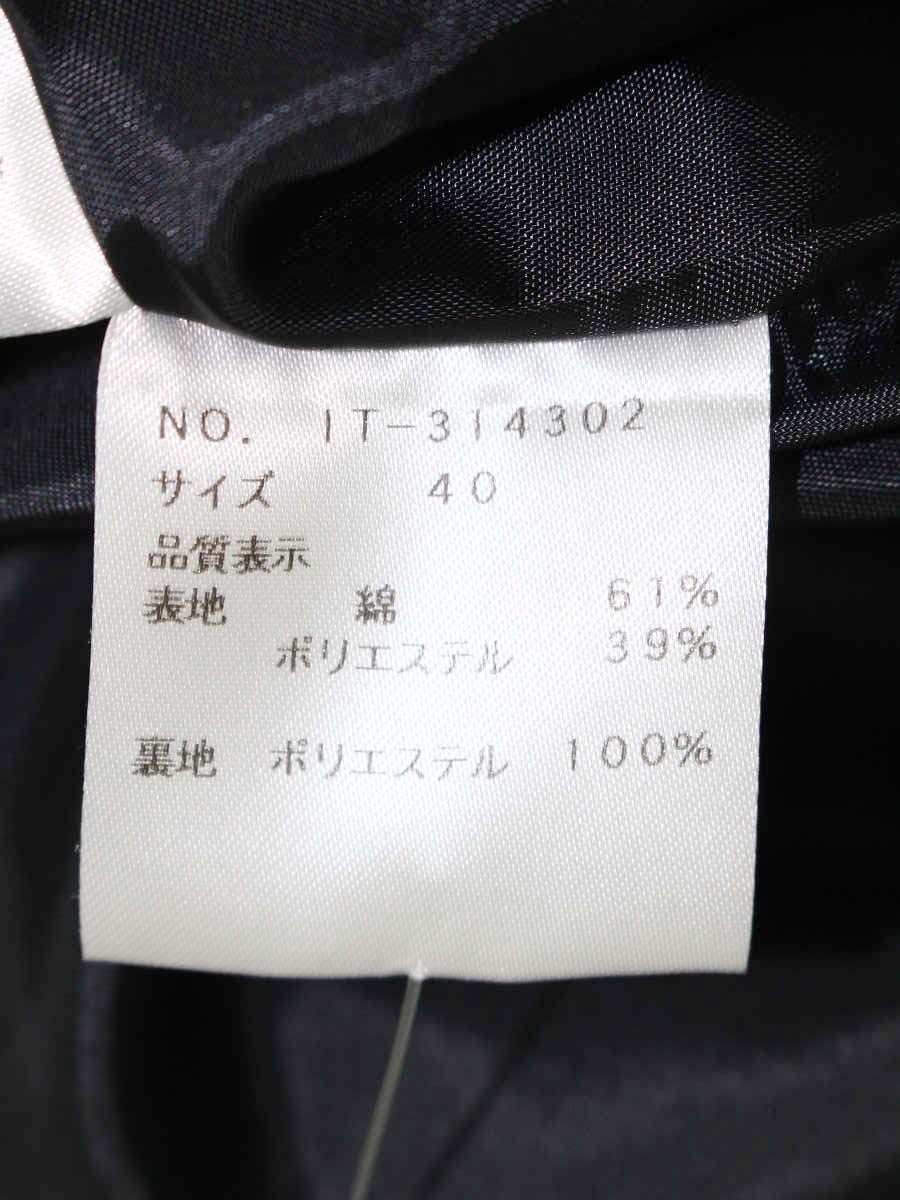 NO. IT-314302
サイズ 40
品質表示
表地 綿 61%
ポリエステル 39%
裏地 ポリエステル 100%